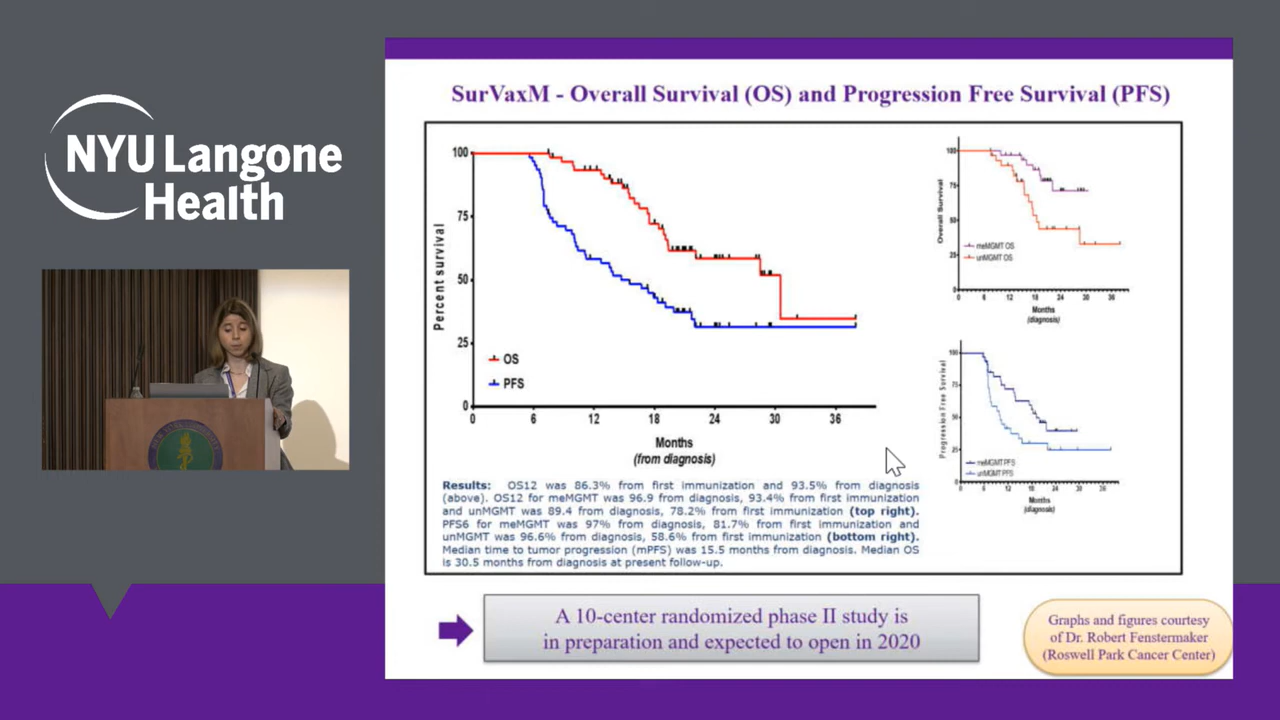 NYU Langone
Health
SurVaxM - Overall Survival (OS) and Progression Free Survival (PFS)
Percent survival
100
75
50
25
0
OS
PFS
0 6 12 18 24 30 36
Months
(from diagnosis)
Overall Survival
100
75
50
25
0
meMGMT OS
unMGMT OS
0 6 12 18 24 30 36
Months
(diagnosis)
Progression Free Survival
100
75
50
25
0
meMGMT PFS
unMGMT PFS
0 6 12 18 24 30 36
Months
(diagnosis)
Results: OS12 was 86.3% from first immunization and 93.5% from diagnosis
(above). OS12 for meMGMT was 96.9 from diagnosis, 93.4% from first immunization
and unMGMT was 89.4 from diagnosis, 78.2% from first immunization (top right).
PFS6 for meMGMT was 97% from diagnosis, 81.7% from first immunization and
unMGMT was 96.6% from diagnosis, 58.6% from first immunization (bottom right).
Median time to tumor progression (mPFS) was 15.5 months from diagnosis. Median OS
is 30.5 months from diagnosis at present follow-up.
A 10-center randomized phase II study is
in preparation and expected to open in 2020
Graphs and figures courtesy
of Dr. Robert Fenstermaker
(Roswell Park Cancer Center)